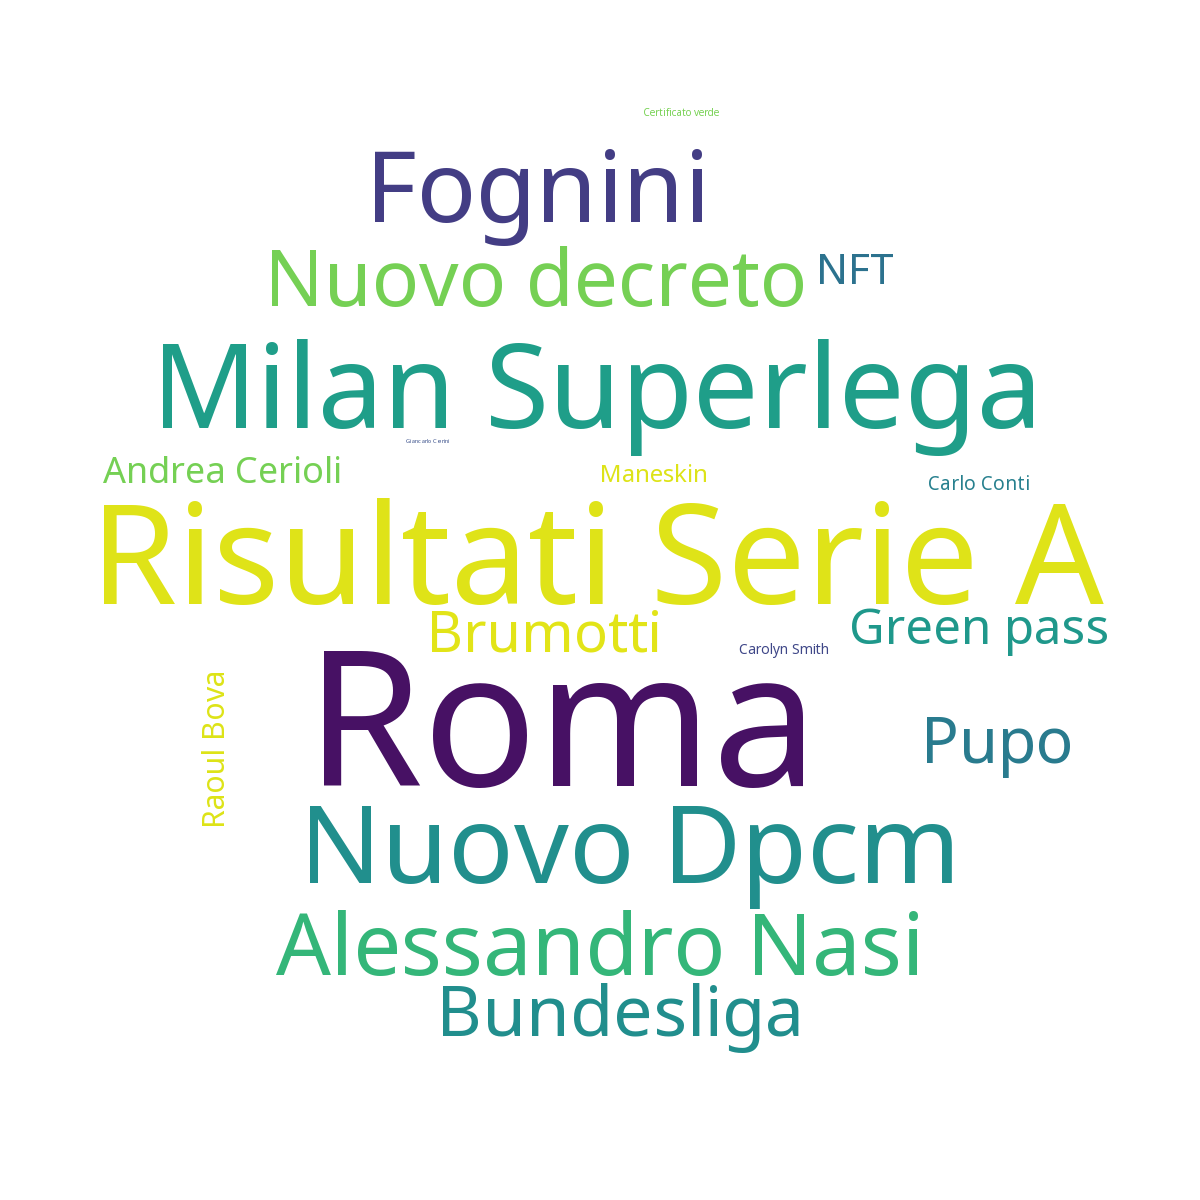 Certificato verde
Fognini
Nuovo decreto
NFT
Milan Superlega
Giancarlo Cerini
Andrea Cerioli
Maneskin
Carlo Conti
Risultati Serie A
Brumotti
Green pass
Carolyn Smith
Roma
Raoul Bova
Pupo
Nuovo Dpcm
Alessandro Nasi
Bundesliga